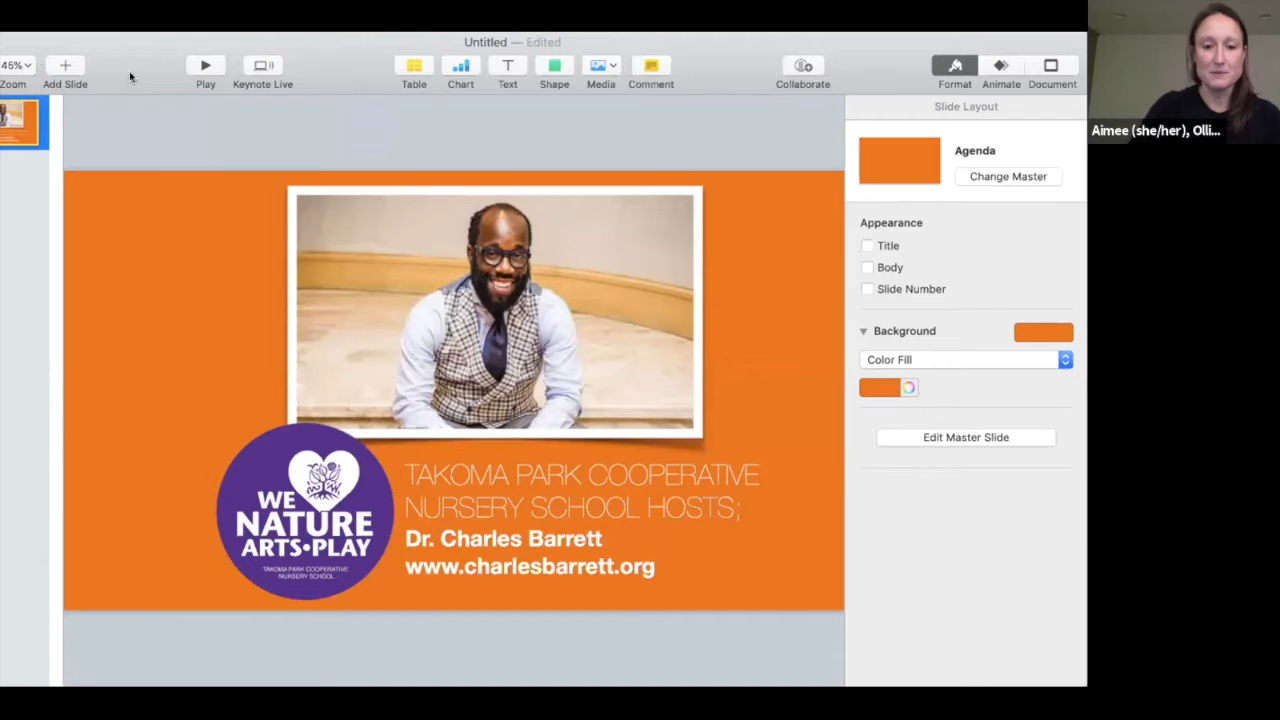 Untitled — Edited
45%
Zoom
Add Slide
Play
Keynote Live
Table
Chart
Text
Shape
Media
Comment
Collaborate
Format
Animate
Document
Aimee (she/her), Olli...
Slide Layout
Agenda
Change Master
Appearance
Title
Body
Slide Number
Background
Color Fill
Edit Master Slide
WE
NATURE
ARTS•PLAY
TAKOMA PARK COOPERATIVE
NURSERY SCHOOL
TAKOMA PARK COOPERATIVE
NURSERY SCHOOL HOSTS;
Dr. Charles Barrett
www.charlesbarrett.org